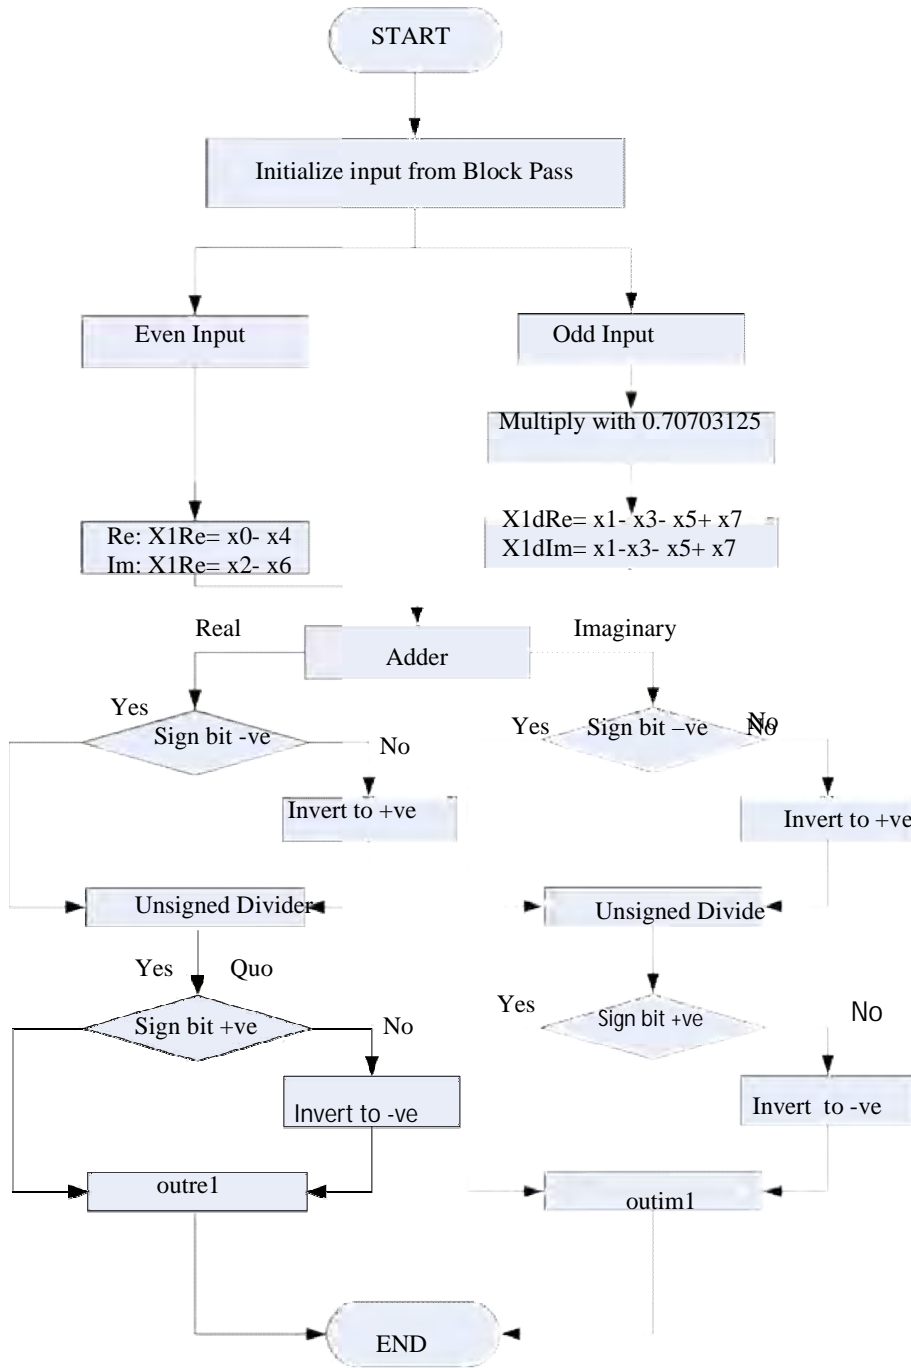 START
Initialize input from Block Pass
Even Input
Odd Input
Multiply with 0.70703125
Re: X1Re= x0- x4
Im: X1Re= x2- x6
X1dRe= x1- x3- x5+ x7
X1dIm= x1-x3- x5+ x7
Real
Adder
Imaginary
Yes
Sign bit -ve
No
Yes
Sign bit –ve
No
No
Invert to +ve
Invert to +ve
Unsigned Divider
Unsigned Divide
Yes
Quo
Sign bit +ve
No
Yes
Sign bit +ve
No
Invert to -ve
Invert to -ve
outre1
outim1
END